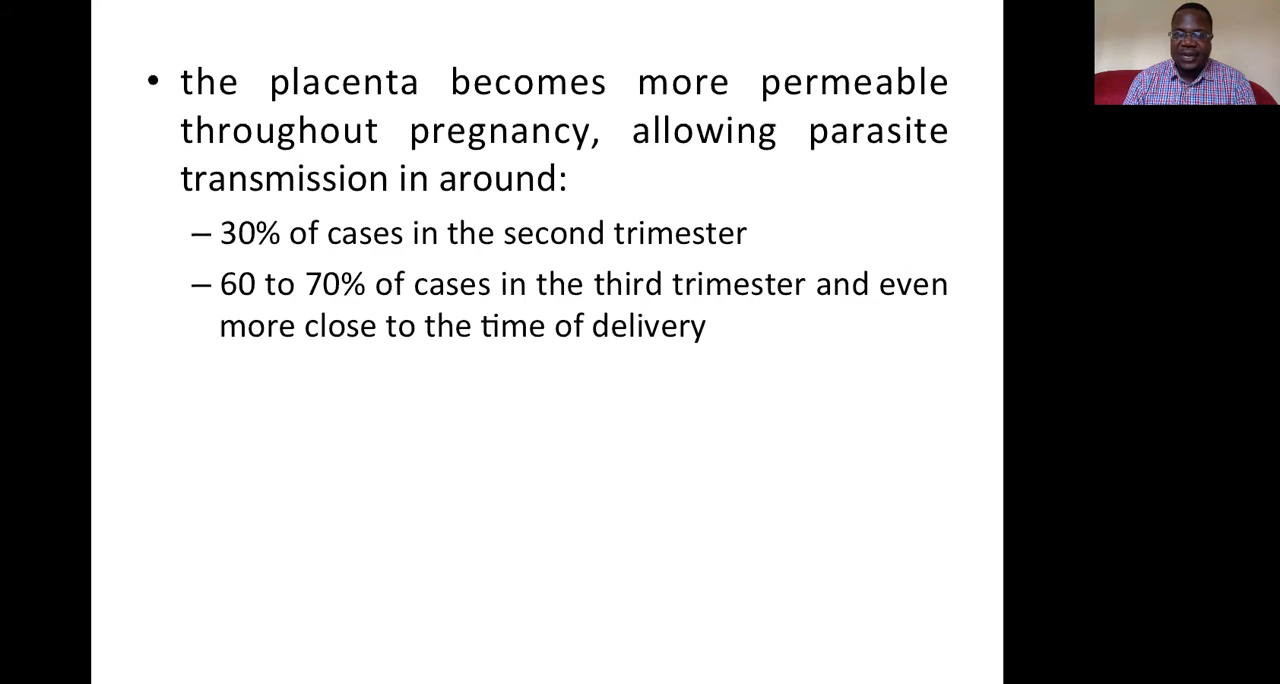 • the placenta becomes more permeable
throughout pregnancy, allowing parasite
transmission in around:
– 30% of cases in the second trimester
– 60 to 70% of cases in the third trimester and even
more close to the time of delivery